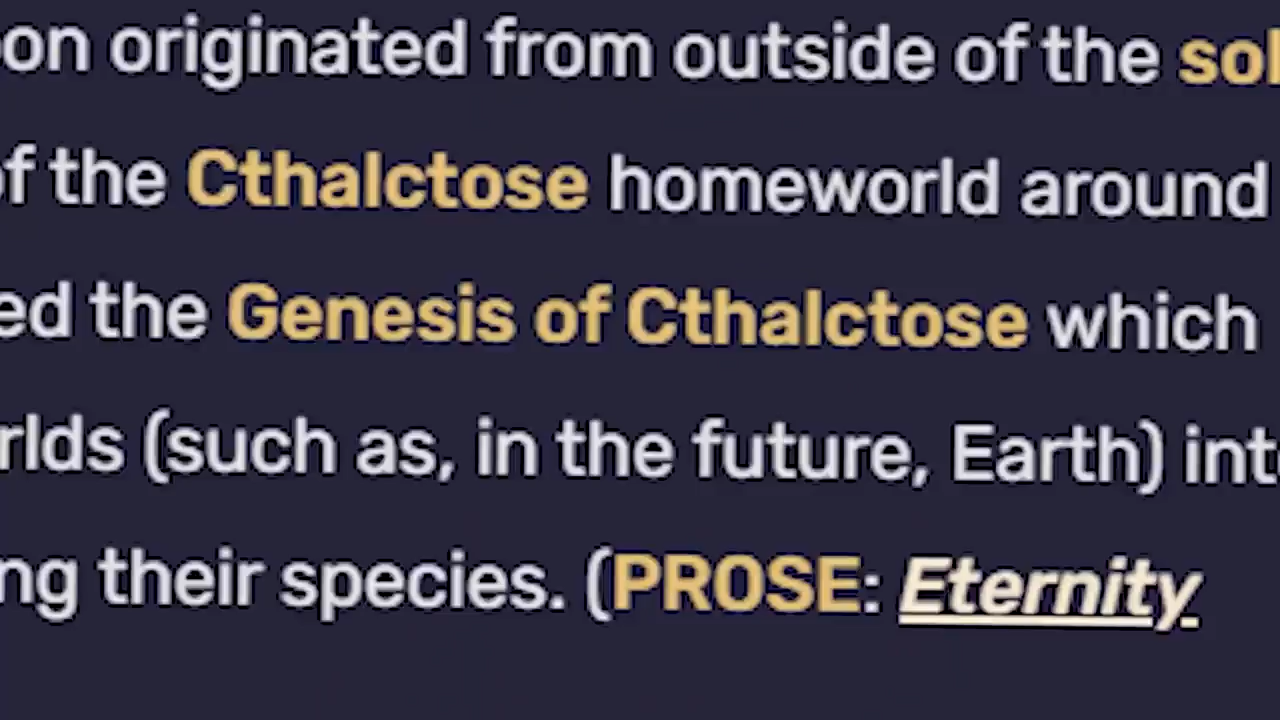 on originated from outside of the sol
of the Cthalctose homeworld around
ed the Genesis of Cthalctose which
rlds (such as, in the future, Earth) int
ng their species. (PROSE: Eternity